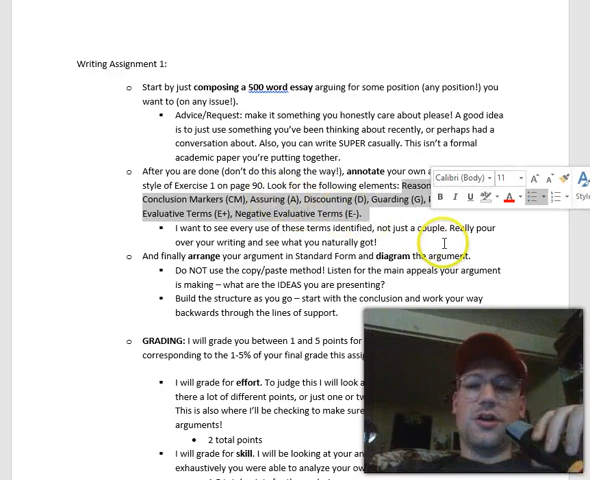 Writing Assignment 1:
Start by just composing a 500 word essay arguing for some position (any position!) you
want to (on any issue!).
Advice/Request: make it something you honestly care about please! A good idea
is to just use something you've been thinking about recently, or perhaps had a
conversation about. Also, you can write SUPER casually. This isn't a formal
academic paper you're putting together.
After you are done (don't do this along the way!), annotate your own a
style of Exercise 1 on page 90. Look for the following elements: Reason
Conclusion Markers (CM), Assuring (A), Discounting (D), Guarding (G),
Evaluative Terms (E+), Negative Evaluative Terms (E-).
Calibri (Body) 11 A A A
B I U ab A Style
I want to see every use of these terms identified, not just a couple. Really pour
over your writing and see what you naturally got!
And finally arrange your argument in Standard Form and diagram the argument.
Do NOT use the copy/paste method! Listen for the main appeals your argument
is making – what are the IDEAS you are presenting?
Build the structure as you go – start with the conclusion and work your way
backwards through the lines of support.
GRADING: I will grade you between 1 and 5 points for
corresponding to the 1-5% of your final grade this assi
I will grade for effort. To judge this I will look a
there a lot of different points, or just one or tw
This is also where I'll be checking to make sure
arguments!
2 total points
I will grade for skill. I will be looking at your an
exhaustively you were able to analyze your ow